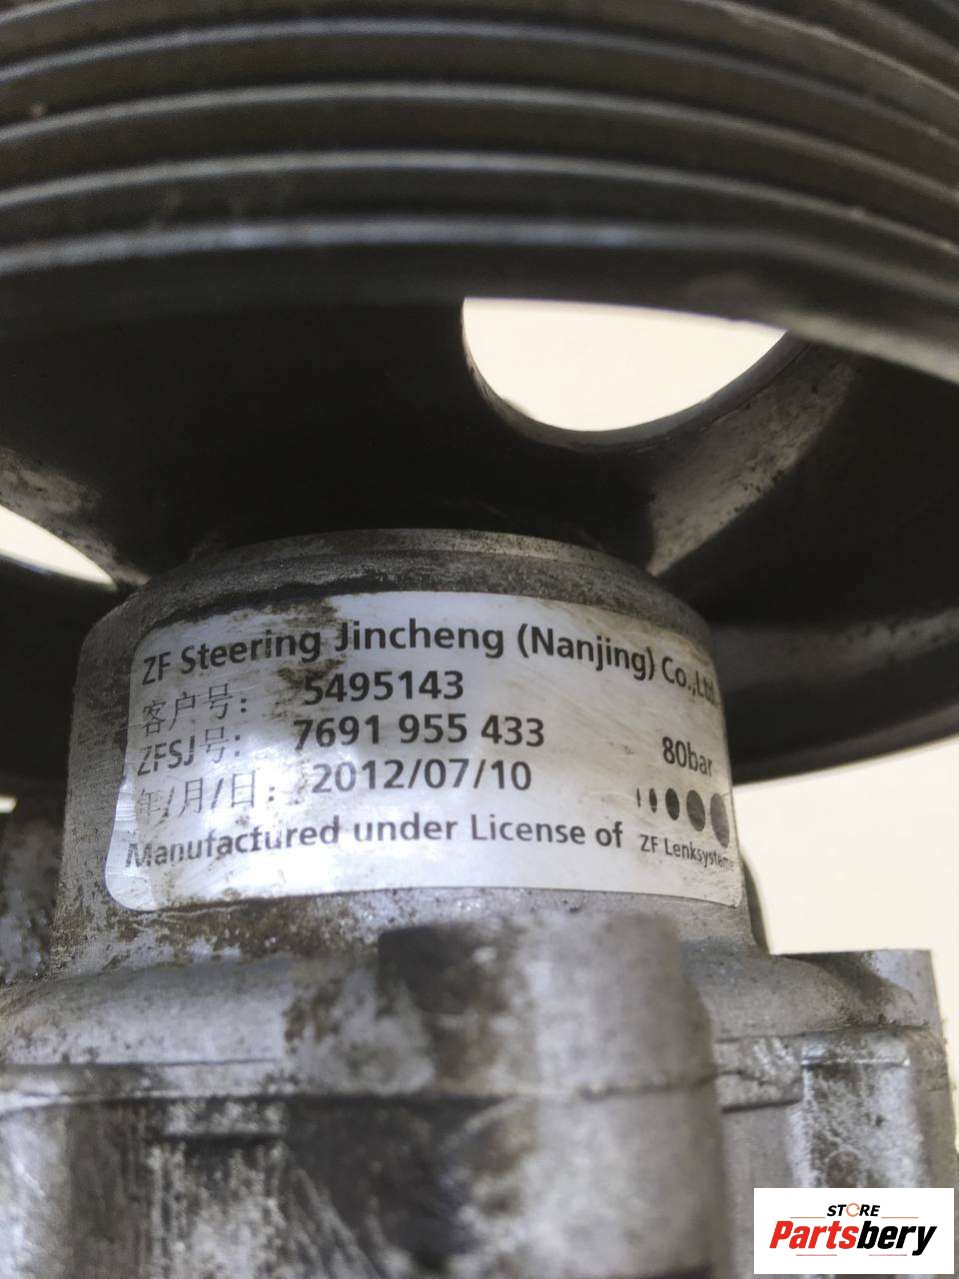 ZF Steering Jincheng (Nanjing) Co.,Ltd.
客户号: 5495143
ZFSJ号: 7691 955 433
80bar
年/月/日: 2012/07/10
Manufactured under License of ZF Lenksysteme
STORE
Partsbery